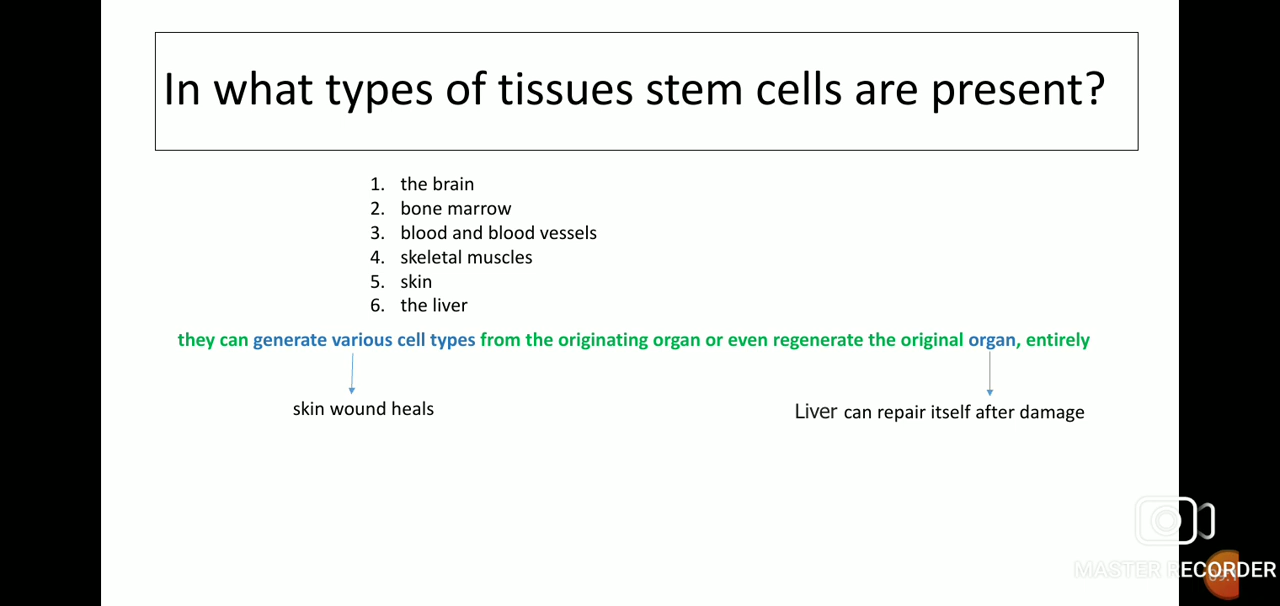 In what types of tissues stem cells are present?
1. the brain
2. bone marrow
3. blood and blood vessels
4. skeletal muscles
5. skin
6. the liver
they can generate various cell types from the originating organ or even regenerate the original organ, entirely
skin wound heals
Liver can repair itself after damage
MASTER RECORDER